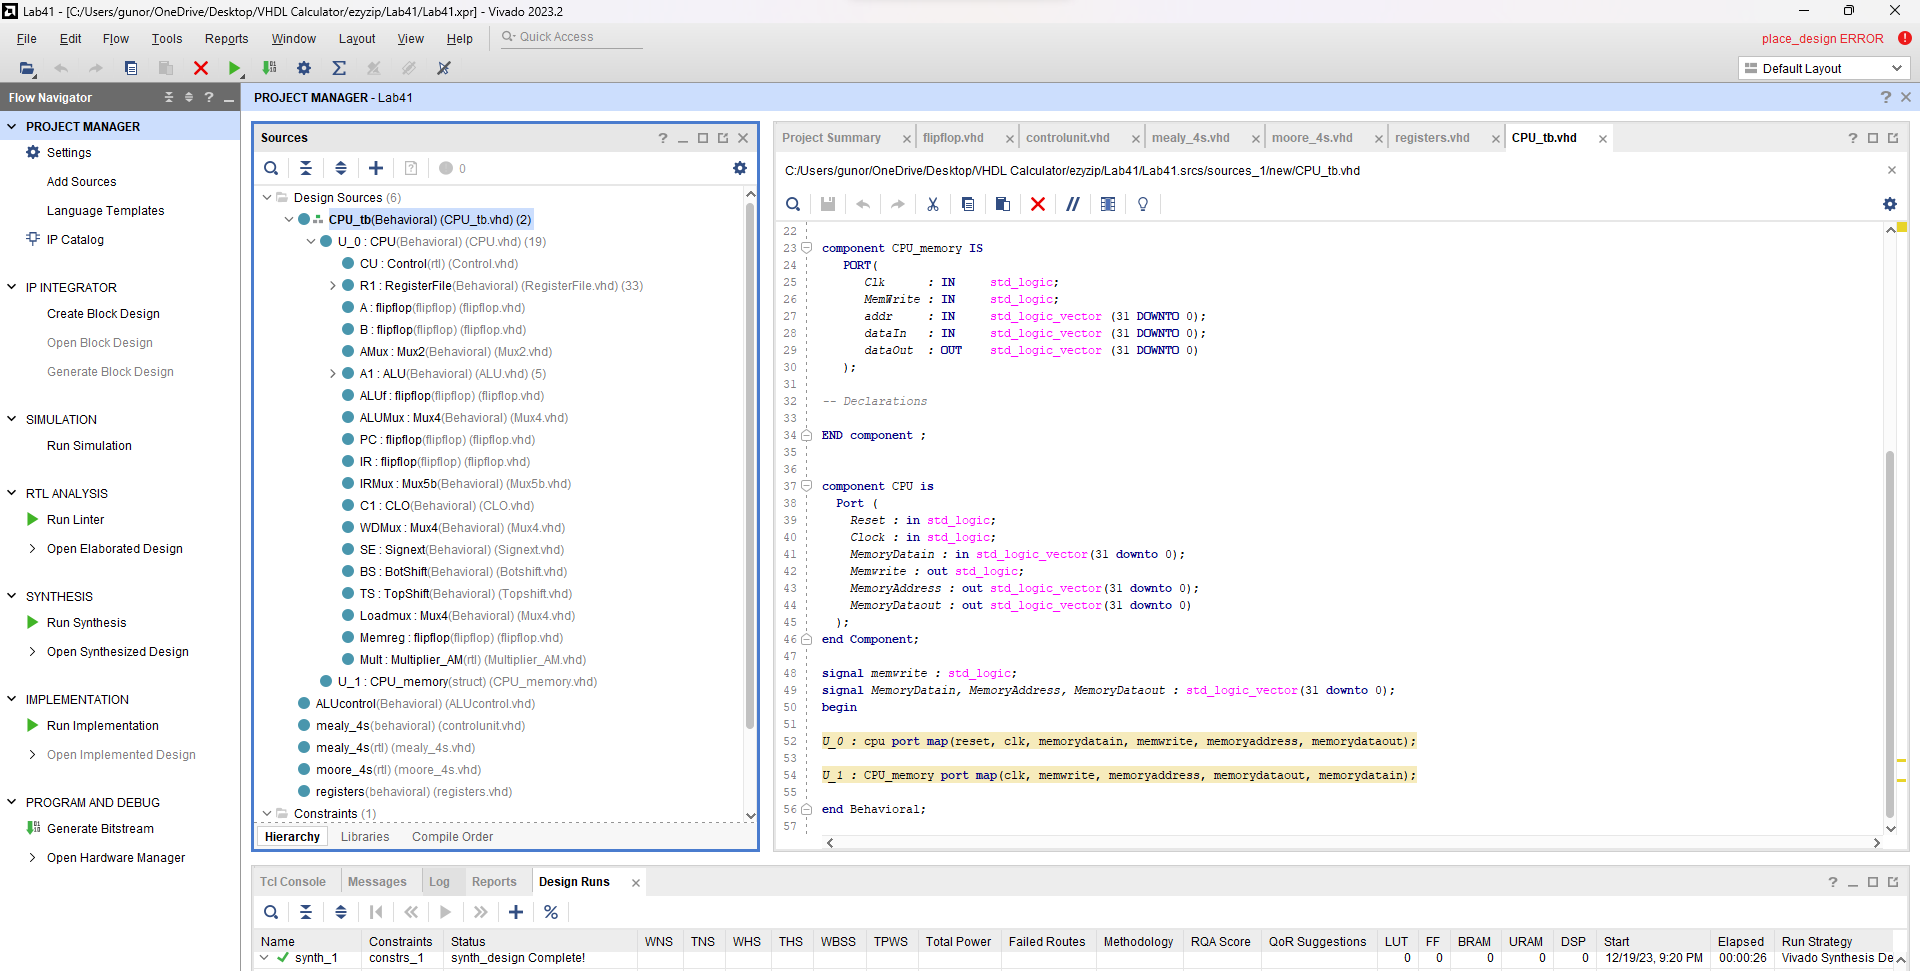 Lab41 - [C:/Users/gunor/OneDrive/Desktop/VHDL Calculator/ezyzip/Lab41/Lab41.xpr] - Vivado 2023.2
File Edit Flow Tools Reports Window Layout View Help Quick Access
place_design ERROR
Default Layout
Flow Navigator
PROJECT MANAGER
Settings
Add Sources
Language Templates
IP Catalog
IP INTEGRATOR
Create Block Design
Open Block Design
Generate Block Design
SIMULATION
Run Simulation
RTL ANALYSIS
Run Linter
Open Elaborated Design
SYNTHESIS
Run Synthesis
Open Synthesized Design
IMPLEMENTATION
Run Implementation
Open Implemented Design
PROGRAM AND DEBUG
Generate Bitstream
Open Hardware Manager
PROJECT MANAGER - Lab41
Sources
0
Design Sources (6)
CPU_tb(Behavioral) (CPU_tb.vhd) (2)
U_0 : CPU(Behavioral) (CPU.vhd) (19)
CU : Control(rtl) (Control.vhd)
R1 : RegisterFile(Behavioral) (RegisterFile.vhd) (33)
A : flipflop(flipflop) (flipflop.vhd)
B : flipflop(flipflop) (flipflop.vhd)
AMux : Mux2(Behavioral) (Mux2.vhd)
A1 : ALU(Behavioral) (ALU.vhd) (5)
ALUf : flipflop(flipflop) (flipflop.vhd)
ALUMux : Mux4(Behavioral) (Mux4.vhd)
PC : flipflop(flipflop) (flipflop.vhd)
IR : flipflop(flipflop) (flipflop.vhd)
IRMux : Mux5b(Behavioral) (Mux5b.vhd)
C1 : CLO(Behavioral) (CLO.vhd)
WDMux : Mux4(Behavioral) (Mux4.vhd)
SE : Signext(Behavioral) (Signext.vhd)
BS : BotShift(Behavioral) (Botshift.vhd)
TS : TopShift(Behavioral) (Topshift.vhd)
Loadmux : Mux4(Behavioral) (Mux4.vhd)
Memreg : flipflop(flipflop) (flipflop.vhd)
Mult : Multiplier_AM(rtl) (Multiplier_AM.vhd)
U_1 : CPU_memory(struct) (CPU_memory.vhd)
ALUcontrol(Behavioral) (ALUcontrol.vhd)
mealy_4s(behavioral) (controlunit.vhd)
mealy_4s(rtl) (mealy_4s.vhd)
moore_4s(rtl) (moore_4s.vhd)
registers(behavioral) (registers.vhd)
Constraints (1)
Hierarchy Libraries Compile Order
Project Summary flipflop.vhd controlunit.vhd mealy_4s.vhd moore_4s.vhd registers.vhd CPU_tb.vhd
C:/Users/gunor/OneDrive/Desktop/VHDL Calculator/ezyzip/Lab41/Lab41.srcs/sources_1/new/CPU_tb.vhd
22
23 component CPU_memory IS
24 PORT(
25 Clk : IN std_logic;
26 MemWrite : IN std_logic;
27 addr : IN std_logic_vector (31 DOWNTO 0);
28 dataIn : IN std_logic_vector (31 DOWNTO 0);
29 dataOut : OUT std_logic_vector (31 DOWNTO 0)
30 );
31
32 -- Declarations
33
34 END component ;
35
36
37 component CPU is
38 Port (
39 Reset : in std_logic;
40 Clock : in std_logic;
41 MemoryDatain : in std_logic_vector(31 downto 0);
42 Memwrite : out std_logic;
43 MemoryAddress : out std_logic_vector(31 downto 0);
44 MemoryDataout : out std_logic_vector(31 downto 0)
45 );
46 end Component;
47
48 signal memwrite : std_logic;
49 signal MemoryDatain, MemoryAddress, MemoryDataout : std_logic_vector(31 downto 0);
50 begin
51
52 U_0 : cpu port map(reset, clk, memorydatain, memwrite, memoryaddress, memorydataout);
53
54 U_1 : CPU_memory port map(clk, memwrite, memoryaddress, memorydataout, memorydatain);
55
56 end Behavioral;
57
Tcl Console Messages Log Reports Design Runs
Name Constraints Status WNS TNS WHS THS WBSS TPWS Total Power Failed Routes Methodology RQA Score QoR Suggestions LUT FF BRAM URAM DSP Start Elapsed Run Strategy
synth_1 constrs_1 synth_design Complete! 0 0 0 0 0 12/19/23, 9:20 PM 00:00:26 Vivado Synthesis De